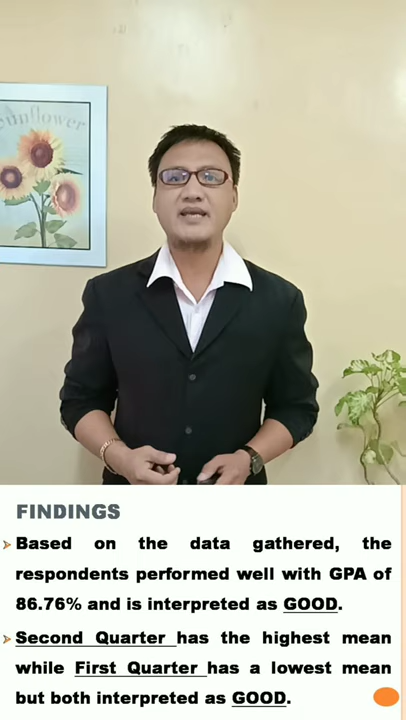 Sunflower
FINDINGS
Based on the data gathered, the
respondents performed well with GPA of
86.76% and is interpreted as GOOD.
Second Quarter has the highest mean
while First Quarter has a lowest mean
but both interpreted as GOOD.